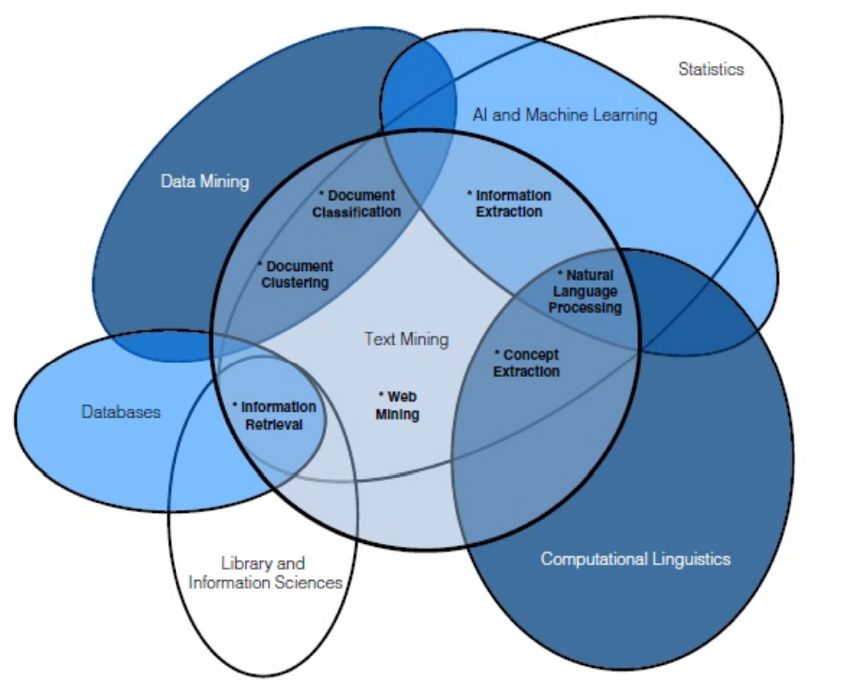 Statistics
AI and Machine Learning
Data Mining
* Document
Classification
* Information
Extraction
* Document
Clustering
* Natural
Language
Processing
Text Mining
* Concept
Extraction
* Web
Mining
Databases
* Information
Retrieval
Library and
Information Sciences
Computational Linguistics